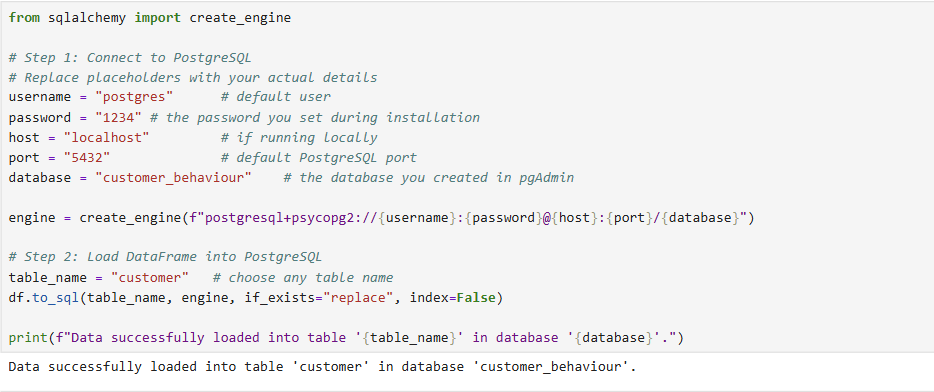 from sqlalchemy import create_engine
# Step 1: Connect to PostgreSQL
# Replace placeholders with your actual details
username = "postgres"      # default user
password = "1234" # the password you set during installation
host = "localhost"         # if running locally
port = "5432"              # default PostgreSQL port
database = "customer_behaviour"    # the database you created in pgAdmin
engine = create_engine(f"postgresql+psycopg2://{username}:{password}@{host}:{port}/{database}")
# Step 2: Load DataFrame into PostgreSQL
table_name = "customer"   # choose any table name
df.to_sql(table_name, engine, if_exists="replace", index=False)
print(f"Data successfully loaded into table '{table_name}' in database '{database}'.")
Data successfully loaded into table 'customer' in database 'customer_behaviour'.